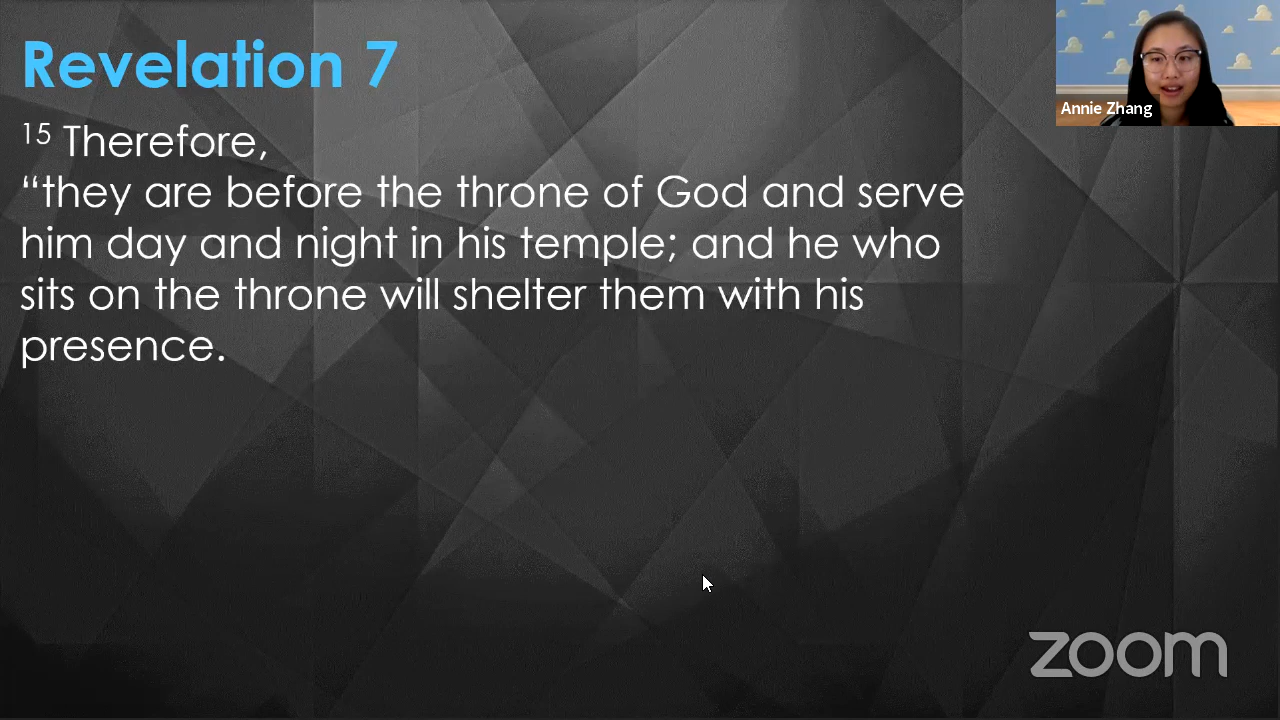 Revelation 7
Annie Zhang
15 Therefore,
“they are before the throne of God and serve
him day and night in his temple; and he who
sits on the throne will shelter them with his
presence.
zoom